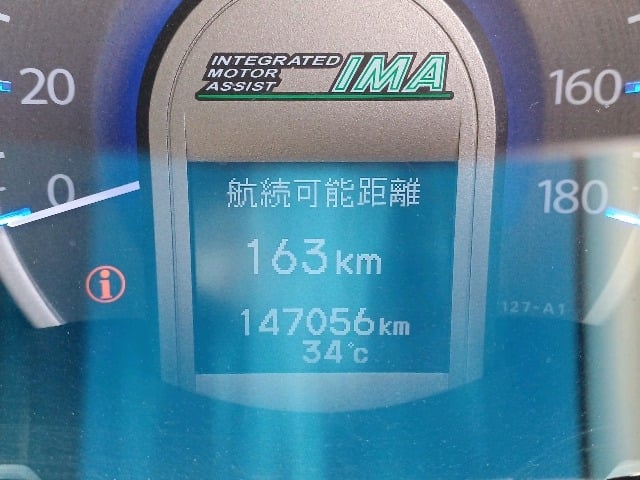 INTEGRATED
MOTOR
ASSIST
IMA
20
160
0
180
航続可能距離
163km
i
127-A1
147056km
34°c